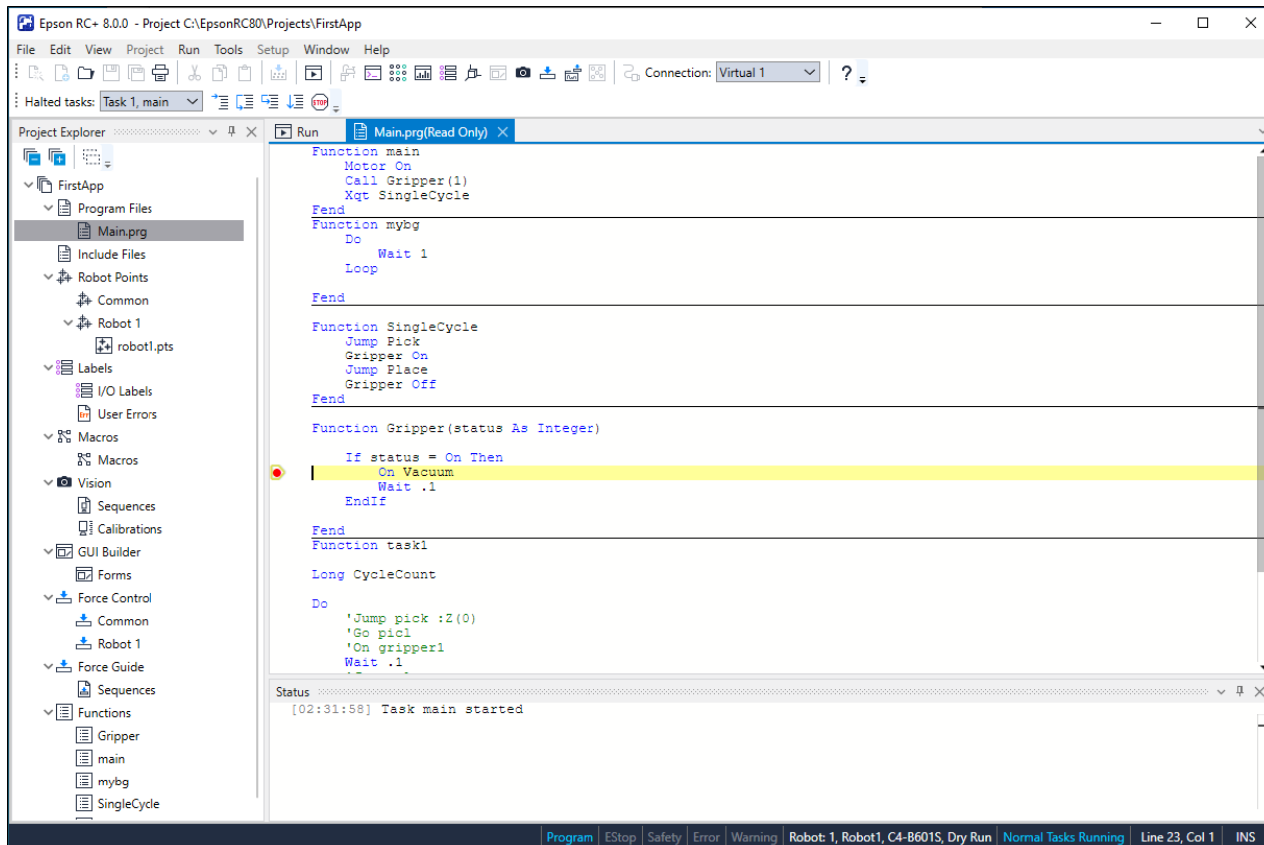 Epson RC+ 8.0.0 - Project C:\EpsonRC80\Projects\FirstApp
File Edit View Project Run Tools Setup Window Help
Connection: Virtual 1 ?
Halted tasks: Task 1, main STOP
Project Explorer
Run Main.prg(Read Only)
FirstApp
Program Files
Main.prg
Include Files
Robot Points
Common
Robot 1
robot1.pts
Labels
I/O Labels
User Errors
Macros
Macros
Vision
Sequences
Calibrations
GUI Builder
Forms
Force Control
Common
Robot 1
Force Guide
Sequences
Functions
Gripper
main
mybg
SingleCycle
Function main
Motor On
Call Gripper(1)
Xqt SingleCycle
Fend
Function mybg
Do
Wait 1
Loop
Fend
Function SingleCycle
Jump Pick
Gripper On
Jump Place
Gripper Off
Fend
Function Gripper(status As Integer)
If status = On Then
On Vacuum
Wait .1
EndIf
Fend
Function task1
Long CycleCount
Do
'Jump pick :Z(0)
'Go pic1
'On gripper1
Wait .1
Status
[02:31:58] Task main started
Program EStop Safety Error Warning Robot: 1, Robot1, C4-B601S, Dry Run Normal Tasks Running Line 23, Col 1 INS